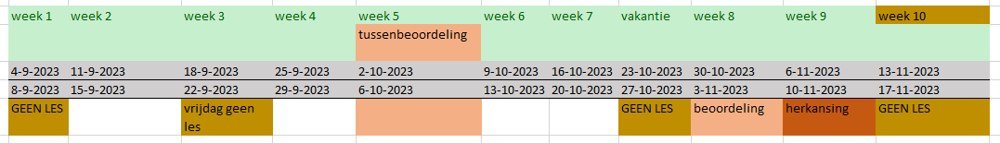 week 1 week 2 week 3 week 4 week 5 week 6 week 7 vakantie week 8 week 9 week 10
tussenbeoordeling
4-9-2023 11-9-2023 18-9-2023 25-9-2023 2-10-2023 9-10-2023 16-10-2023 23-10-2023 30-10-2023 6-11-2023 13-11-2023
8-9-2023 15-9-2023 22-9-2023 29-9-2023 6-10-2023 13-10-2023 20-10-2023 27-10-2023 3-11-2023 10-11-2023 17-11-2023
GEEN LES vrijdag geen GEEN LES beoordeling herkansing GEEN LES
les